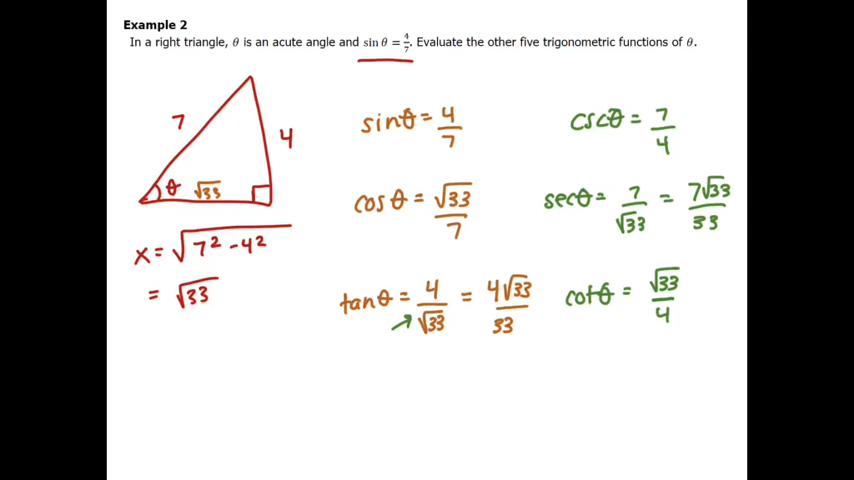 Example 2
In a right triangle, θ is an acute angle and sin θ = 4/7. Evaluate the other five trigonometric functions of θ.
7
4
θ √33
x = √7² - 4²
= √33
sinθ = 4/7
cosθ = √33/7
tanθ = 4/√33 = 4√33/33
cscθ = 7/4
secθ = 7/√33 = 7√33/33
cotθ = √33/4